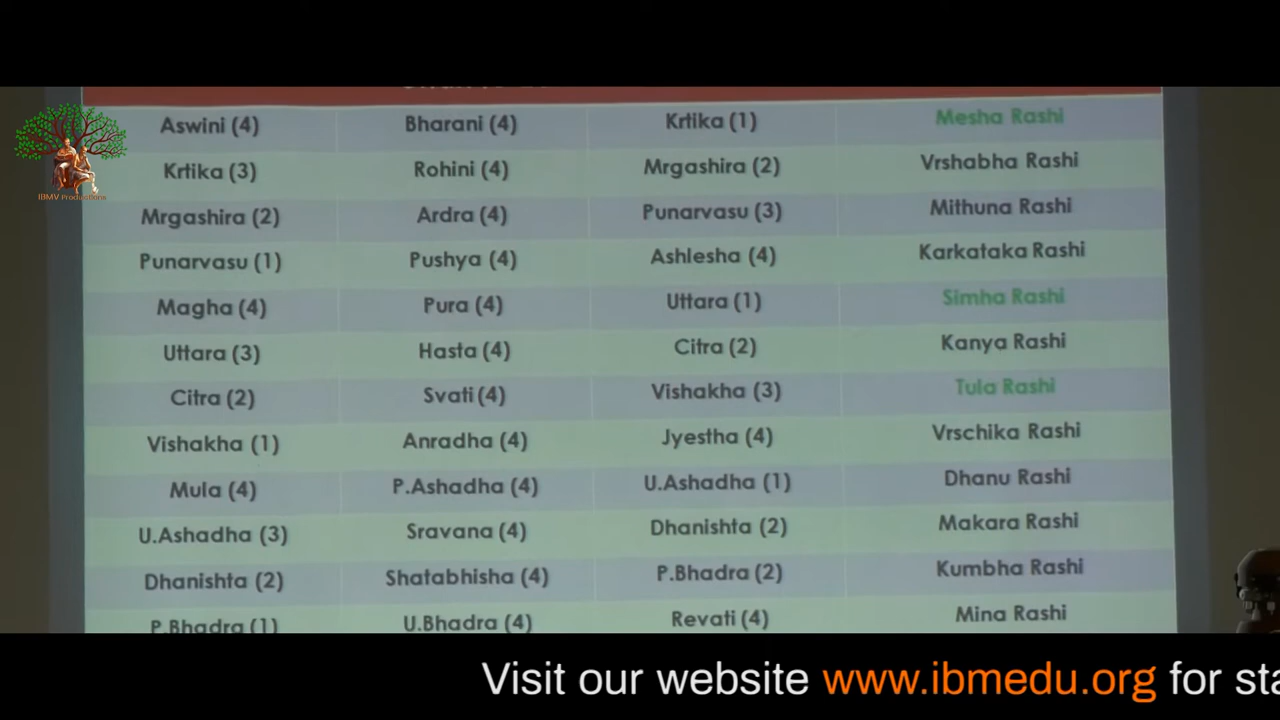 Aswini (4) Bharani (4) Krtika (1) Mesha Rashi
Krtika (3) Rohini (4) Mrgashira (2) Vrshabha Rashi
Mrgashira (2) Ardra (4) Punarvasu (3) Mithuna Rashi
Punarvasu (1) Pushya (4) Ashlesha (4) Karkataka Rashi
Magha (4) Pura (4) Uttara (1) Simha Rashi
Uttara (3) Hasta (4) Citra (2) Kanya Rashi
Citra (2) Svati (4) Vishakha (3) Tula Rashi
Vishakha (1) Anradha (4) Jyestha (4) Vrschika Rashi
Mula (4) P.Ashadha (4) U.Ashadha (1) Dhanu Rashi
U.Ashadha (3) Sravana (4) Dhanishta (2) Makara Rashi
Dhanishta (2) Shatabhisha (4) P.Bhadra (2) Kumbha Rashi
P.Bhadra (1) U.Bhadra (4) Revati (4) Mina Rashi
IBMV Productions
Visit our website www.ibmedu.org for sta